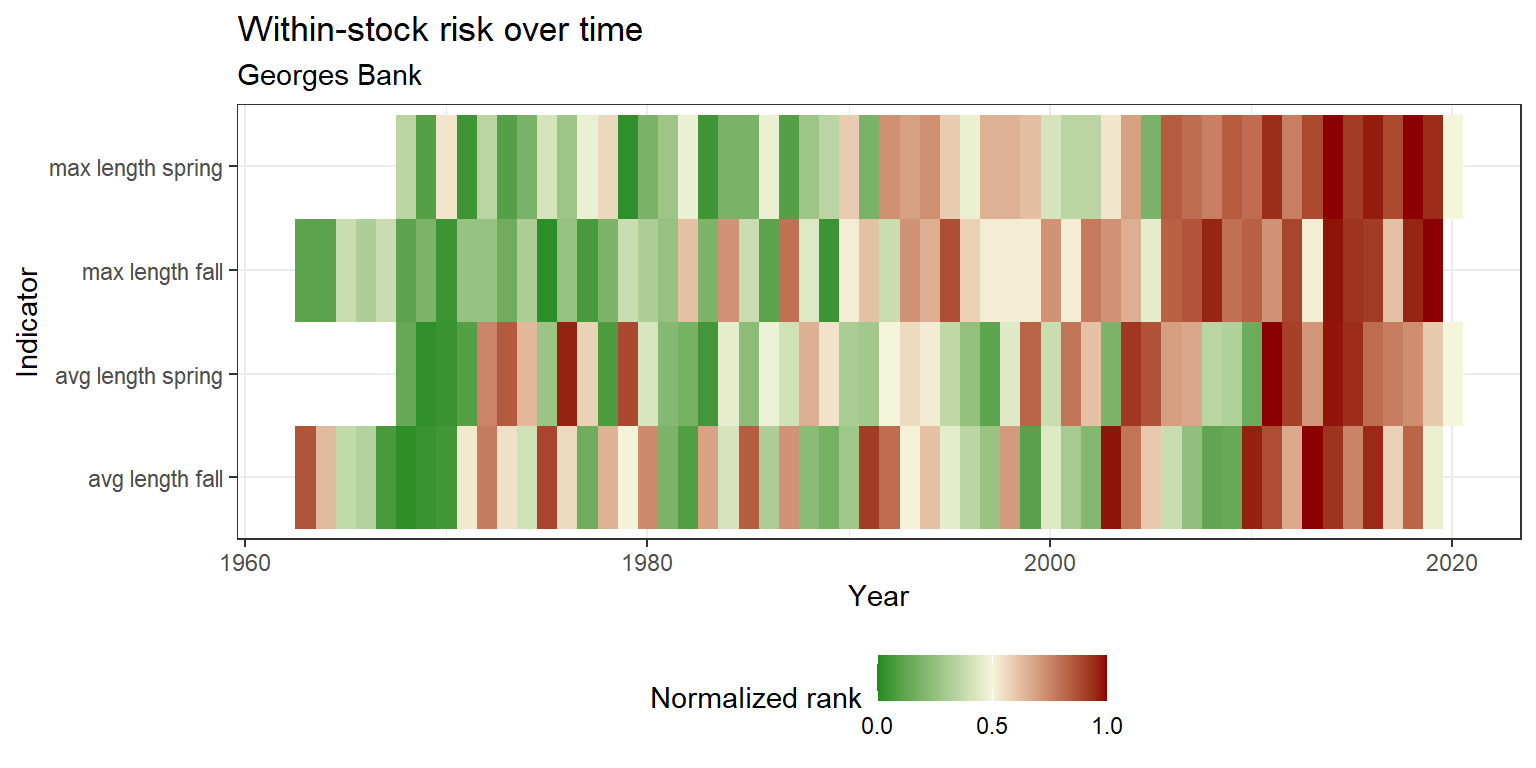 Within-stock risk over time
Georges Bank
Indicator
max length spring
max length fall
avg length spring
avg length fall
1960 1980 2000 2020
Year
Normalized rank
0.0 0.5 1.0